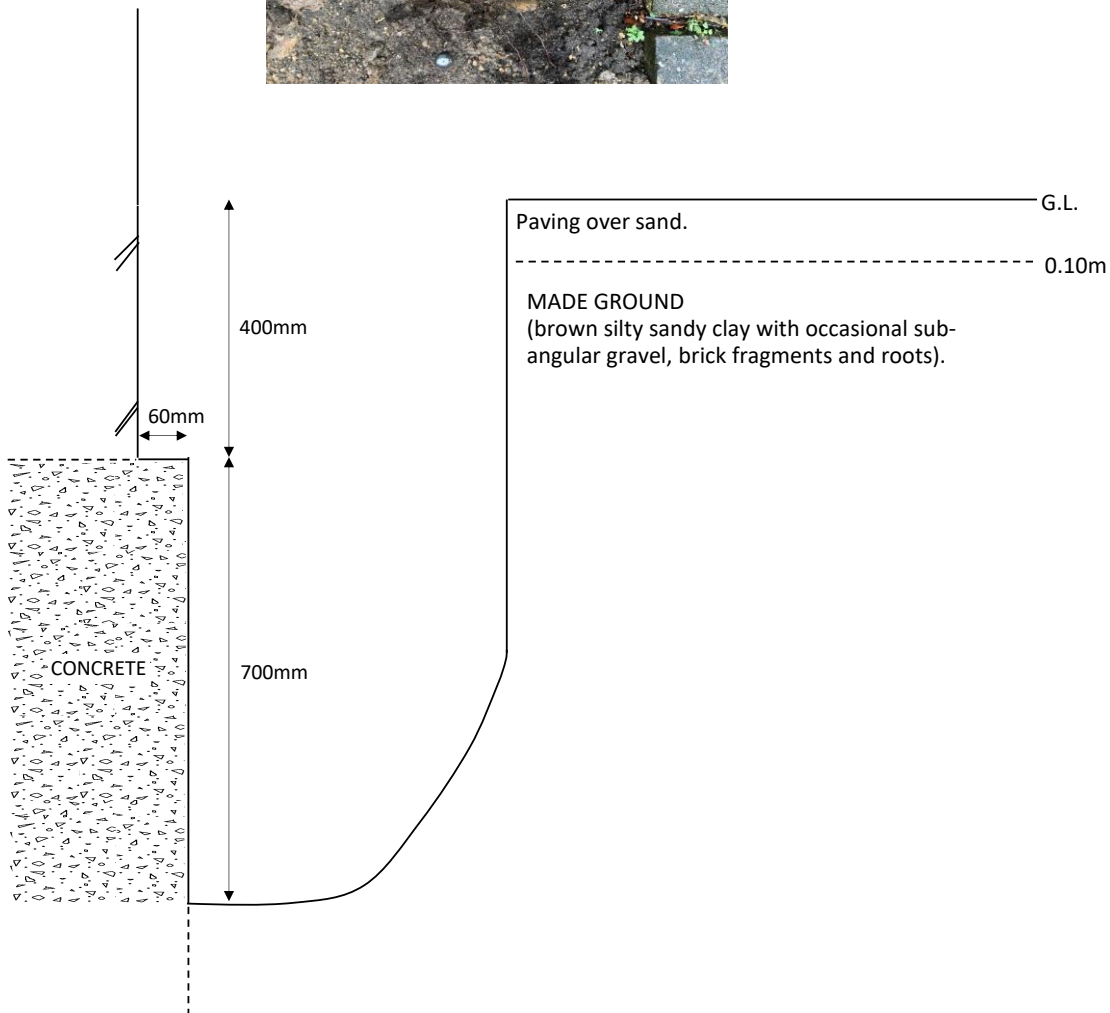 G.L.
Paving over sand.
0.10m
MADE GROUND
(brown silty sandy clay with occasional sub-
angular gravel, brick fragments and roots).
400mm
60mm
CONCRETE
700mm